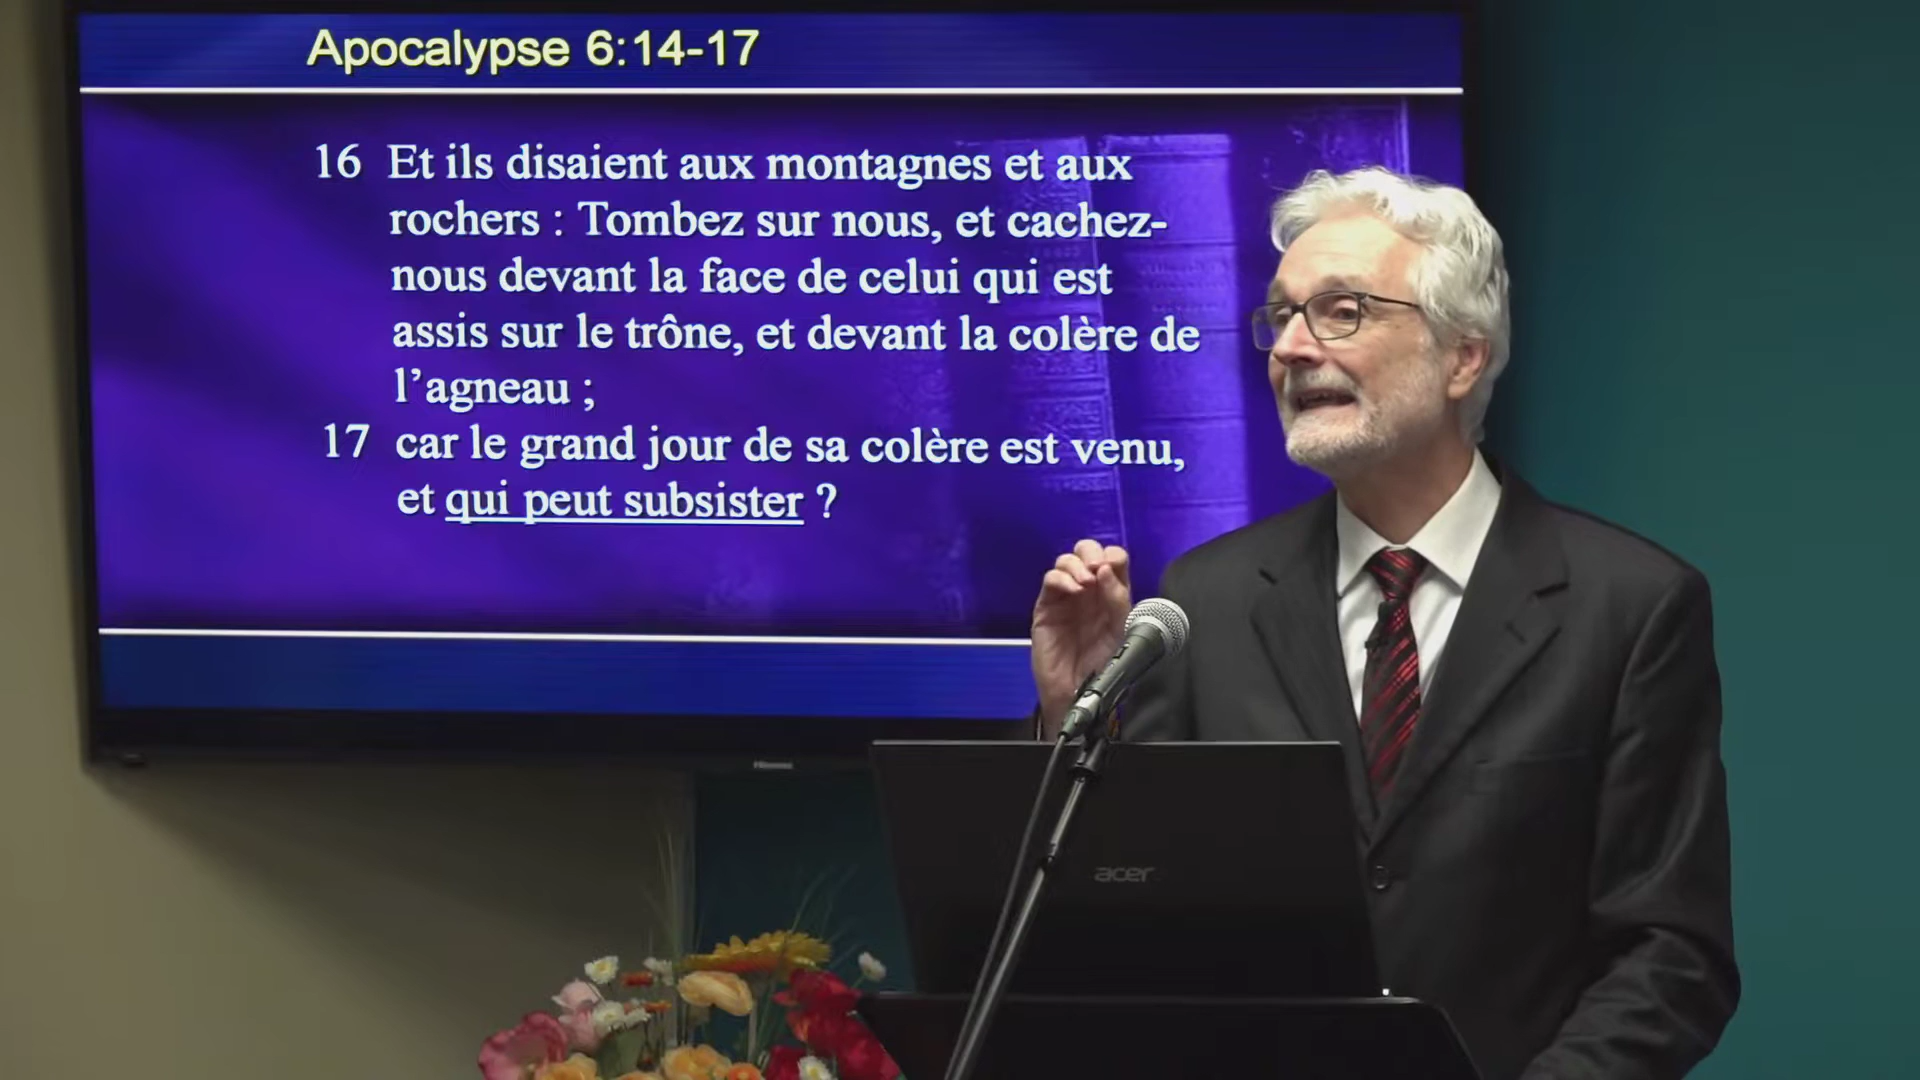 Apocalypse 6:14-17
16 Et ils disaient aux montagnes et aux
rochers : Tombez sur nous, et cachez-
nous devant la face de celui qui est
assis sur le trône, et devant la colère de
l’agneau ;
17 car le grand jour de sa colère est venu,
et qui peut subsister ?
Hisense
acer